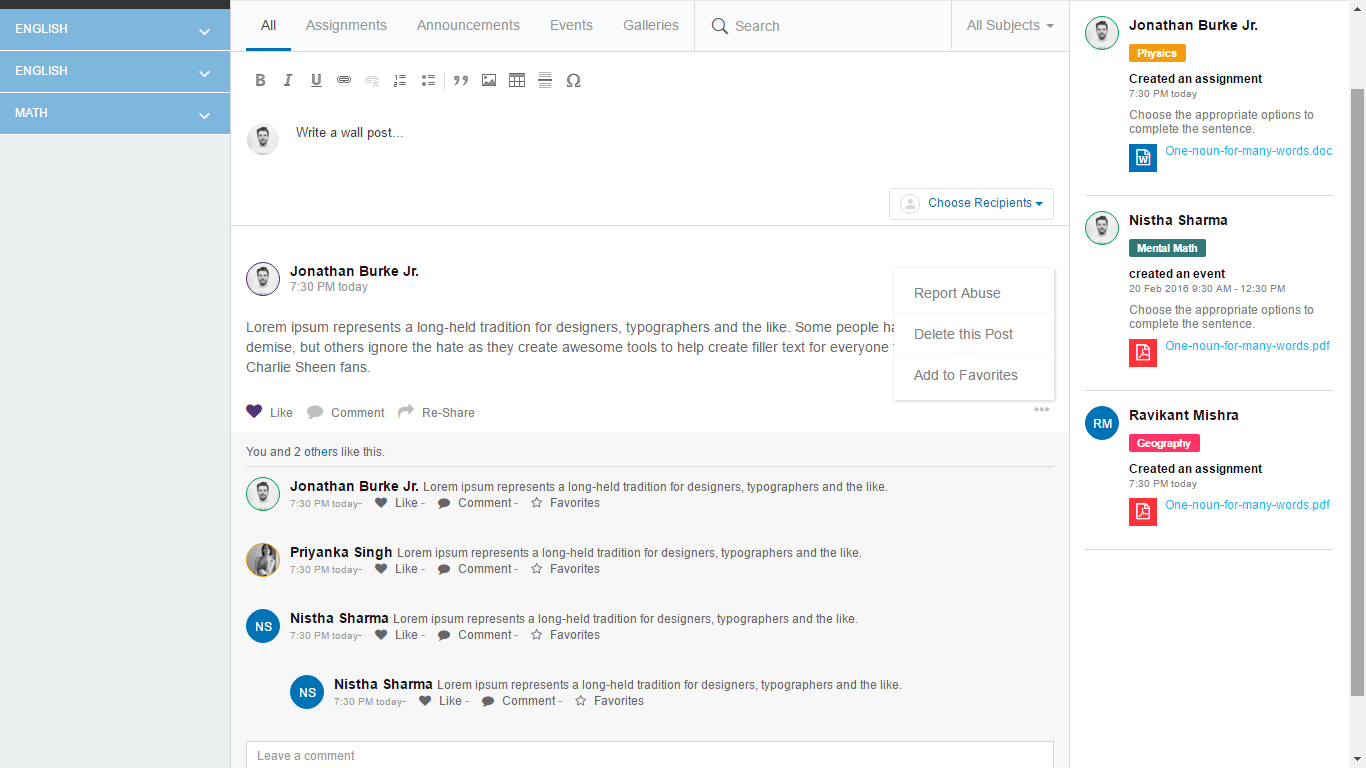 ENGLISH
ENGLISH
MATH
All Assignments Announcements Events Galleries Search All Subjects
B I U Ω
Write a wall post...
Choose Recipients
Jonathan Burke Jr.
7:30 PM today
Lorem ipsum represents a long-held tradition for designers, typographers and the like. Some people
demise, but others ignore the hate as they create awesome tools to help create filler text for everyone
Charlie Sheen fans.
Report Abuse
Delete this Post
Add to Favorites
Like Comment Re-Share
You and 2 others like this.
Jonathan Burke Jr. Lorem ipsum represents a long-held tradition for designers, typographers and the like.
7:30 PM today- Like - Comment - Favorites
Priyanka Singh Lorem ipsum represents a long-held tradition for designers, typographers and the like.
7:30 PM today- Like - Comment - Favorites
NS
Nistha Sharma Lorem ipsum represents a long-held tradition for designers, typographers and the like.
7:30 PM today- Like - Comment - Favorites
NS
Nistha Sharma Lorem ipsum represents a long-held tradition for designers, typographers and the like.
7:30 PM today- Like - Comment - Favorites
Leave a comment
Jonathan Burke Jr.
Physics
Created an assignment
7:30 PM today
Choose the appropriate options to
complete the sentence.
One-noun-for-many-words.doc
Nistha Sharma
Mental Math
created an event
20 Feb 2016 9:30 AM - 12:30 PM
Choose the appropriate options to
complete the sentence.
One-noun-for-many-words.pdf
RM
Ravikant Mishra
Geography
Created an assignment
7:30 PM today
One-noun-for-many-words.pdf